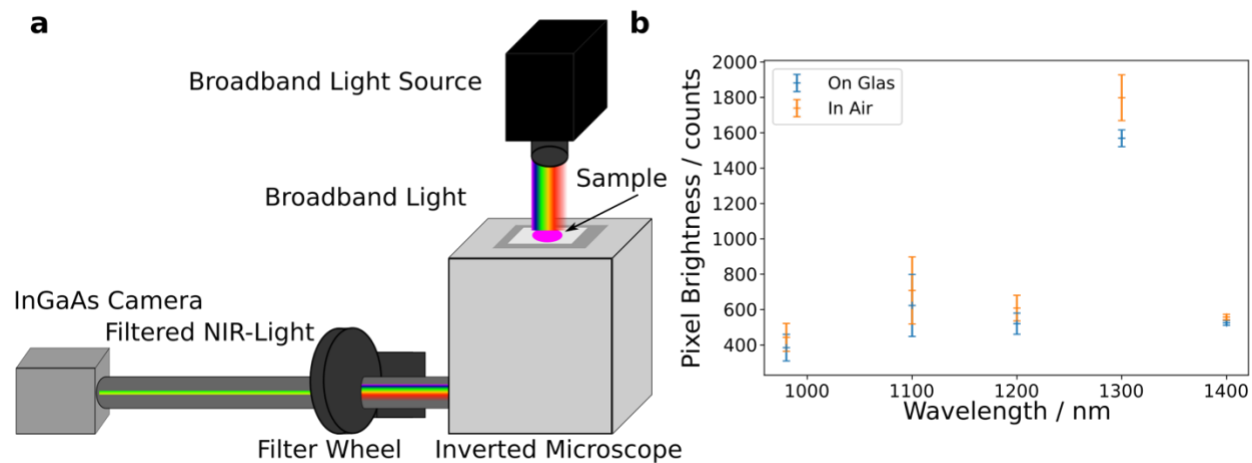 a
Broadband Light Source
Broadband Light
Sample
InGaAs Camera
Filtered NIR-Light
Filter Wheel
Inverted Microscope
b
Pixel Brightness / counts
2000
1800
1600
1400
1200
1000
800
600
400
On Glas
In Air
1000 1100 1200 1300 1400
Wavelength / nm